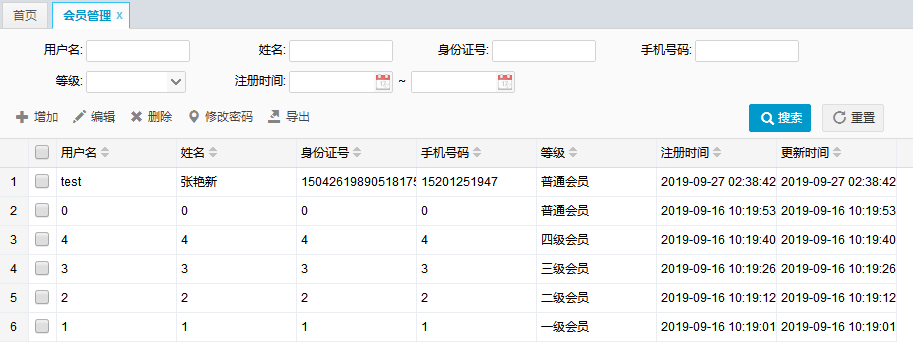 首页 会员管理 x
用户名: 姓名: 身份证号: 手机号码:
等级: 注册时间: ~
增加 编辑 删除 修改密码 导出 搜索 重置
用户名 姓名 身份证号 手机号码 等级 注册时间 更新时间
1 test 张艳新 15042619890518175 15201251947 普通会员 2019-09-27 02:38:42 2019-09-27 02:38:42
2 0 0 0 0 普通会员 2019-09-16 10:19:53 2019-09-16 10:19:53
3 4 4 4 4 四级会员 2019-09-16 10:19:40 2019-09-16 10:19:40
4 3 3 3 3 三级会员 2019-09-16 10:19:26 2019-09-16 10:19:26
5 2 2 2 2 二级会员 2019-09-16 10:19:12 2019-09-16 10:19:12
6 1 1 1 1 一级会员 2019-09-16 10:19:01 2019-09-16 10:19:01